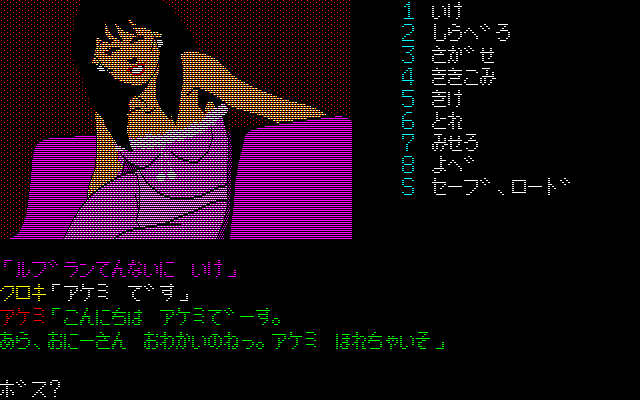 1 いけ
2 しらべろ
3 さがせ
4 ききこみ
5 きけ
6 とれ
7 みせろ
8 よべ
S セーブ、ロード
「ルブランてんないに いけ」
クロキ「アケミ です」
アケミ「こんにちは アケミでーす。
あら、おにーさん おわかいのねっ。アケミ ほれちゃいそ」
ボス?